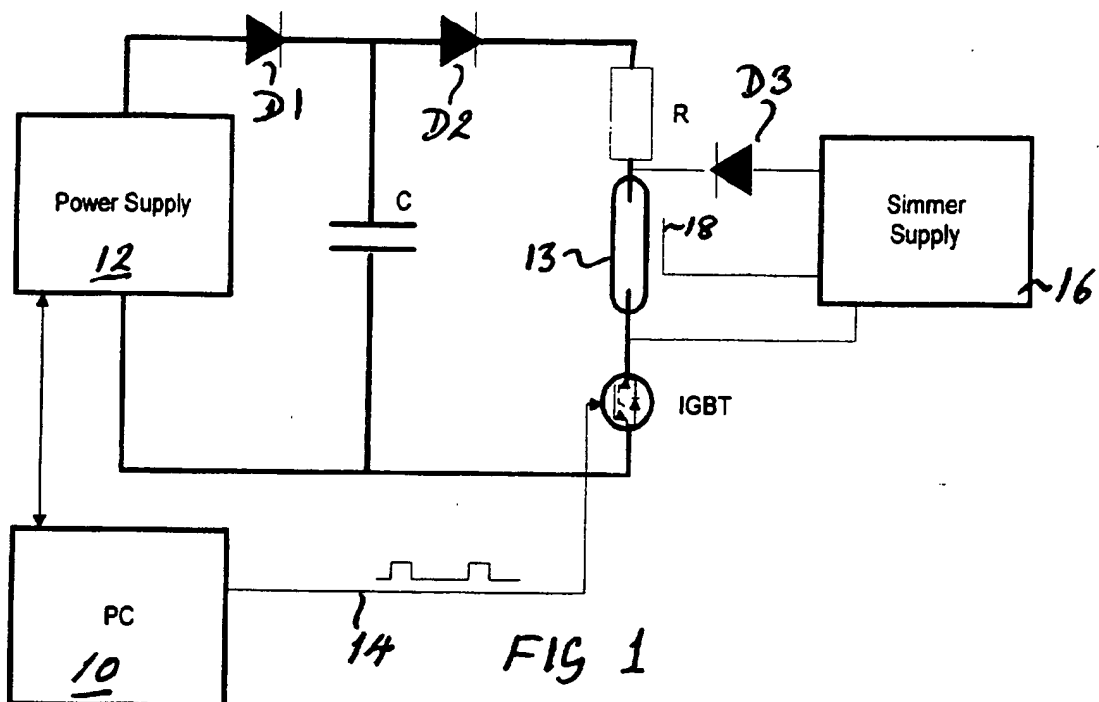 D1
D2
D3
R
Power Supply
12
C
13
18
Simmer
Supply
16
IGBT
PC
10
14
FIG 1